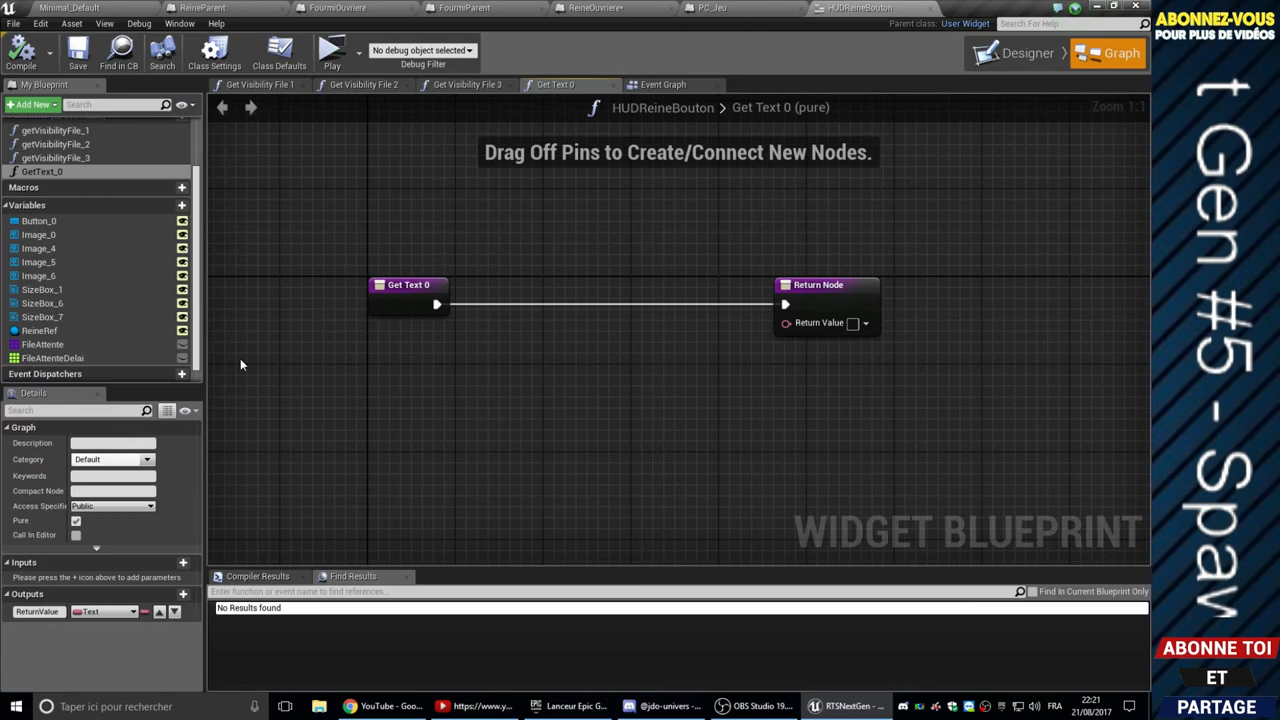 Minimal_Default
ReineParent
FourmiOuvriere
FourmiParent
ReineOuvriere*
PC_Jeu
HUDReineBouton
File
Edit
Asset
View
Debug
Window
Help
Parent class: User Widget
Search For Help
Compile
Save
Find in CB
Search
Class Settings
Class Defaults
Play
No debug object selected
Debug Filter
Designer
Graph
My Blueprint
Get Visibility File 1
Get Visibility File 2
Get Visibility File 3
Get Text 0
Event Graph
+Add New
Search
HUDReineBouton > Get Text 0 (pure)
Zoom 1:1
getVisibilityFile_1
getVisibilityFile_2
getVisibilityFile_3
GetText_0
Macros
Variables
Button_0
Image_0
Image_4
Image_5
Image_6
SizeBox_1
SizeBox_6
SizeBox_7
ReineRef
FileAttente
FileAttenteDelai
Event Dispatchers
Drag Off Pins to Create/Connect New Nodes.
Get Text 0
Return Node
Return Value
WIDGET BLUEPRINT
Details
Search
Graph
Description
Category
Default
Keywords
Compact Node
Access Specifi
Public
Pure
Call In Editor
Inputs
Please press the + icon above to add parameters
Outputs
ReturnValue
Text
Compiler Results
Find Results
Enter function or event name to find references...
Find In Current Blueprint Only
No Results found
ABONNEZ-VOUS
POUR PLUS DE VIDÉOS
t Gen #5 - Spaw
ABONNE TOI
ET
PARTAGE
Taper ici pour rechercher
YouTube - Goo...
https://www.y...
Lanceur Epic G...
@jdo-univers - ...
OBS Studio 19....
RTSNextGen - ...
FRA
22:21
21/08/2017